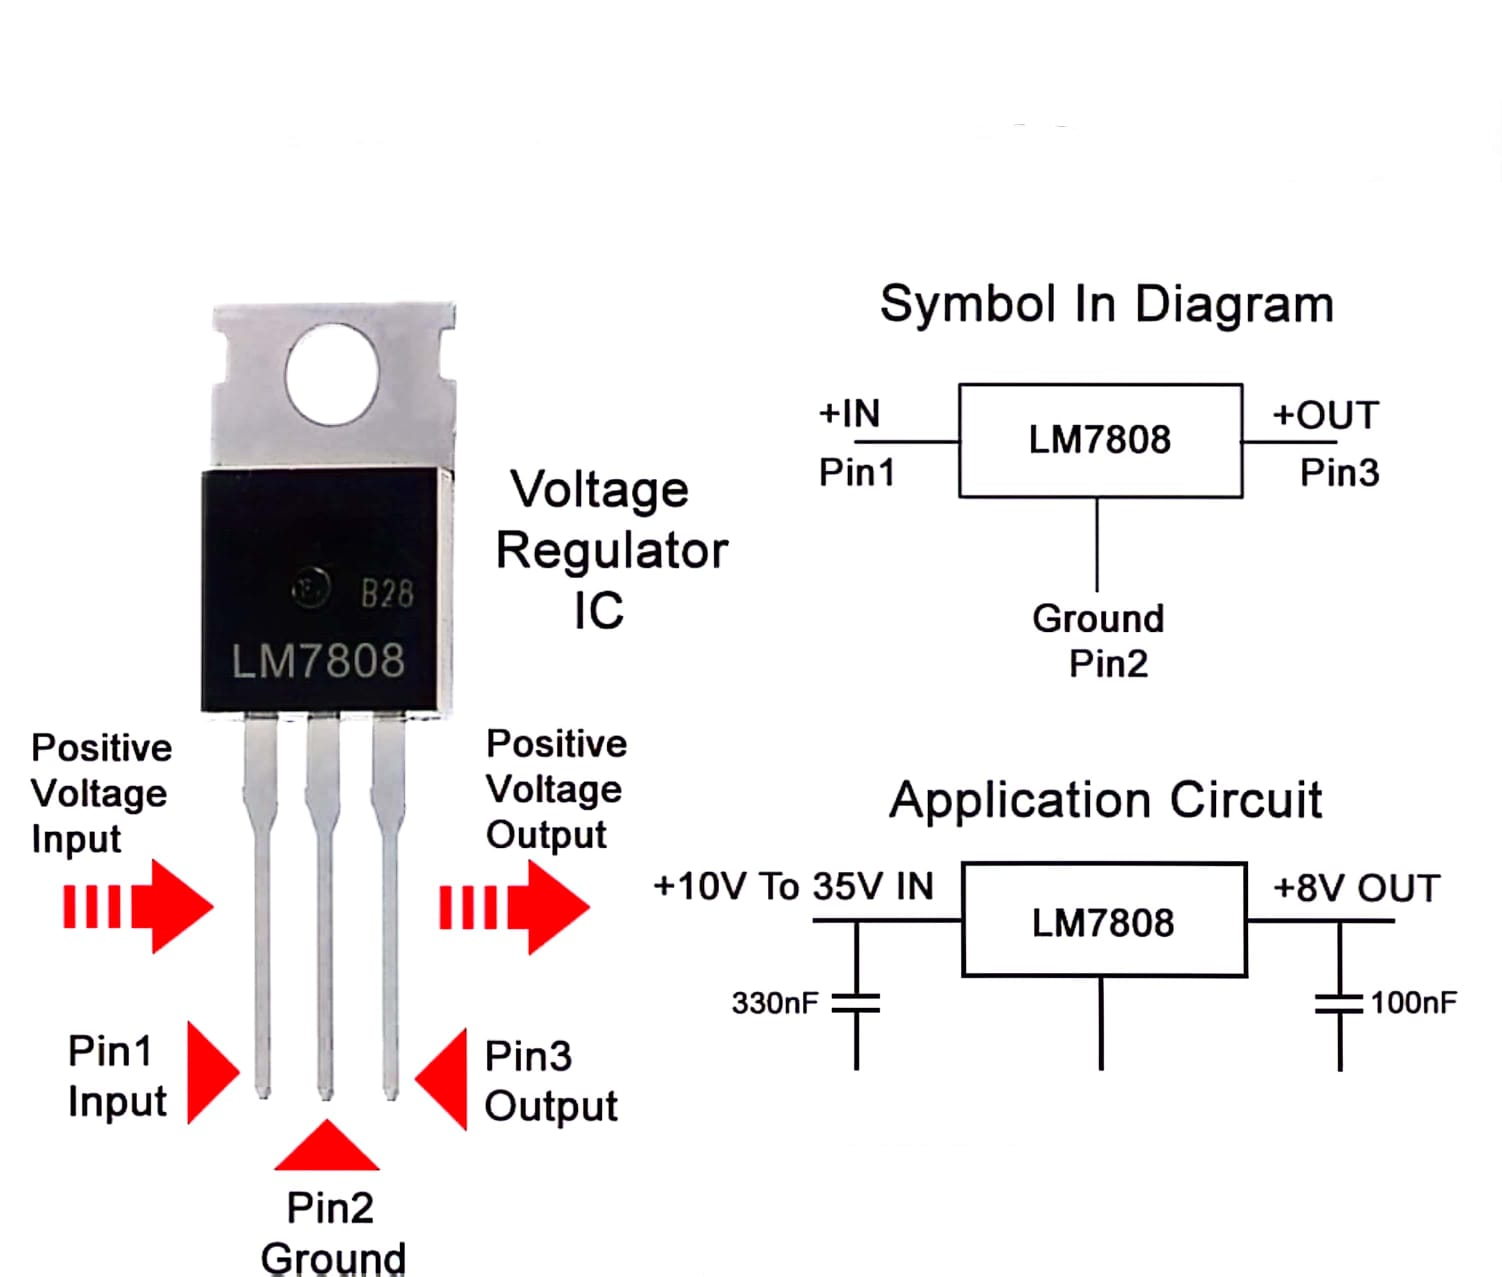 Symbol In Diagram
+IN
Pin1
LM7808
+OUT
Pin3
Ground
Pin2
Voltage
Regulator
IC
B28
LM7808
Positive
Voltage
Input
Positive
Voltage
Output
Pin1
Input
Pin3
Output
Pin2
Ground
Application Circuit
+10V To 35V IN
LM7808
+8V OUT
330nF
100nF